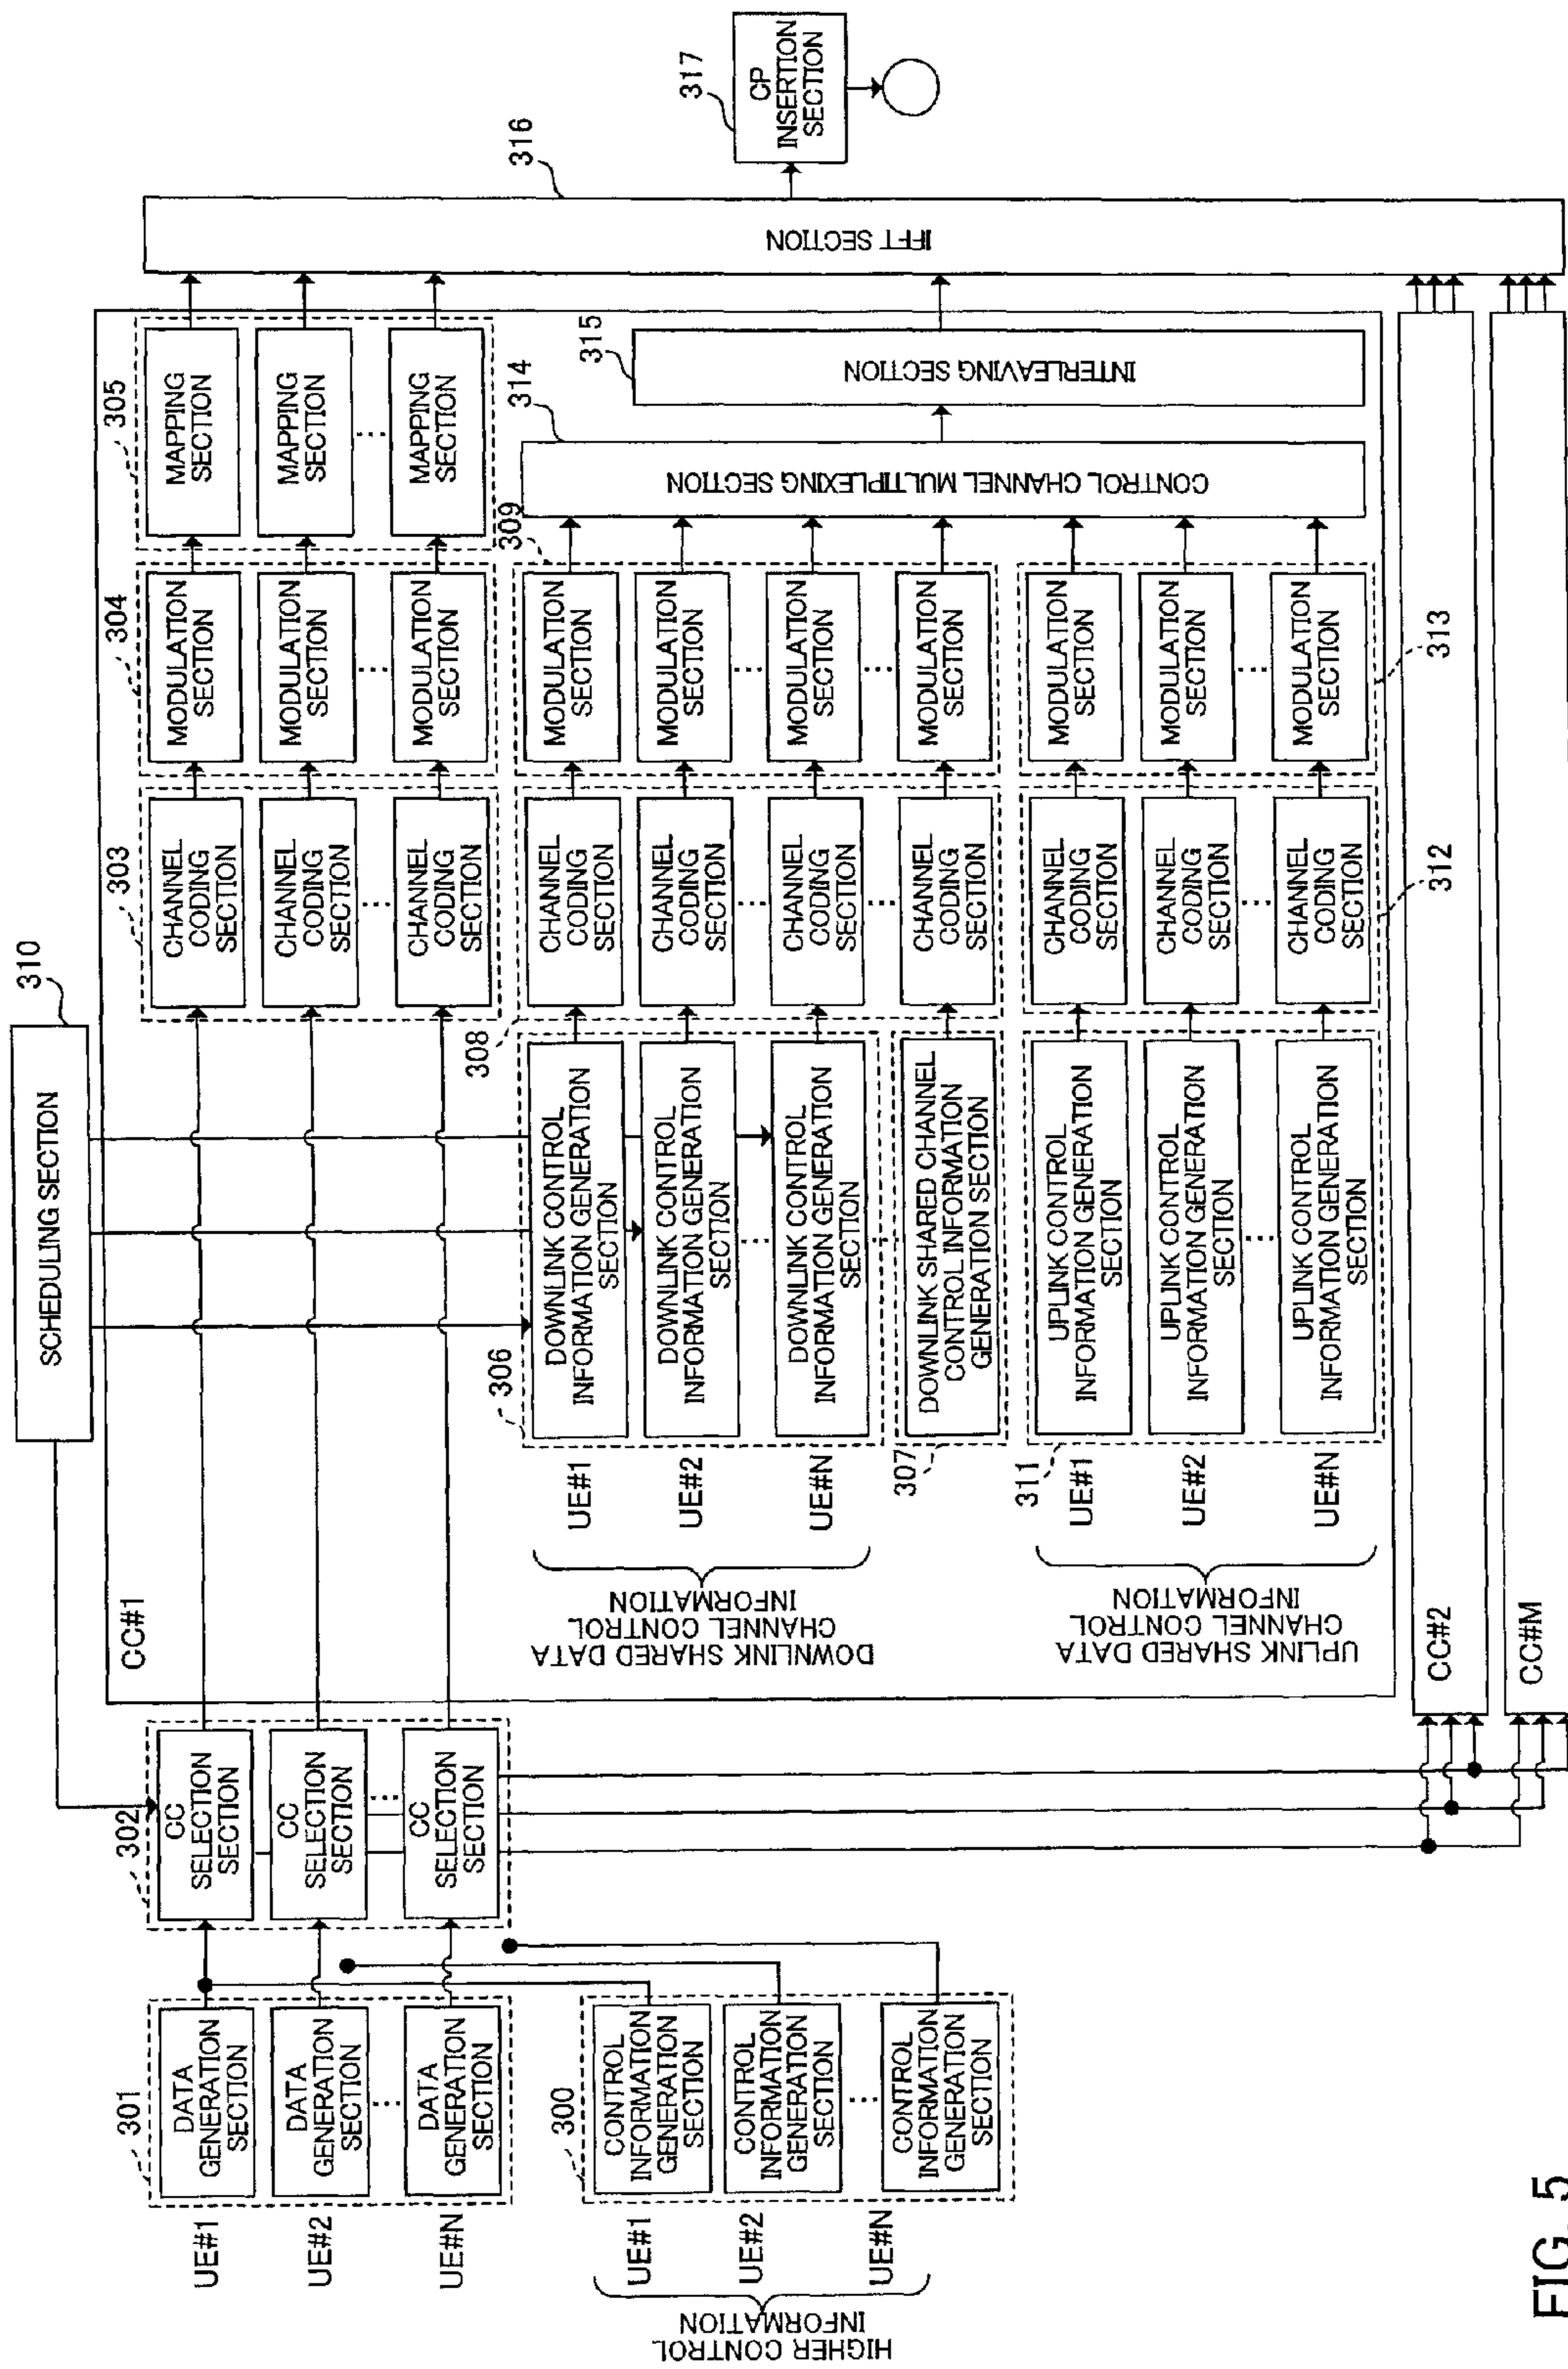 FIG. 5
HIGHER CONTROL
INFORMATION
UE#1
UE#2
UE#N
UE#1
UE#2
UE#N
301
DATA
GENERATION
SECTION
DATA
GENERATION
SECTION
DATA
GENERATION
SECTION
300
CONTROL
INFORMATION
GENERATION
SECTION
CONTROL
INFORMATION
GENERATION
SECTION
CONTROL
INFORMATION
GENERATION
SECTION
302
CC
SELECTION
SECTION
CC
SELECTION
SECTION
CC
SELECTION
SECTION
310
SCHEDULING SECTION
CC#1
DOWNLINK SHARED DATA
CHANNEL CONTROL
INFORMATION
UE#1
UE#2
UE#N
UPLINK SHARED DATA
CHANNEL CONTROL
INFORMATION
UE#1
UE#2
UE#N
306
DOWNLINK CONTROL
INFORMATION GENERATION
SECTION
DOWNLINK CONTROL
INFORMATION GENERATION
SECTION
DOWNLINK CONTROL
INFORMATION GENERATION
SECTION
307
DOWNLINK SHARED CHANNEL
CONTROL INFORMATION
GENERATION SECTION
311
UPLINK CONTROL
INFORMATION GENERATION
SECTION
UPLINK CONTROL
INFORMATION GENERATION
SECTION
UPLINK CONTROL
INFORMATION GENERATION
SECTION
303
CHANNEL
CODING
SECTION
CHANNEL
CODING
SECTION
CHANNEL
CODING
SECTION
308
CHANNEL
CODING
SECTION
CHANNEL
CODING
SECTION
CHANNEL
CODING
SECTION
CHANNEL
CODING
SECTION
CHANNEL
CODING
SECTION
CHANNEL
CODING
SECTION
CHANNEL
CODING
SECTION
312
304
MODULATION
SECTION
MODULATION
SECTION
MODULATION
SECTION
309
MODULATION
SECTION
MODULATION
SECTION
MODULATION
SECTION
MODULATION
SECTION
MODULATION
SECTION
MODULATION
SECTION
MODULATION
SECTION
313
305
MAPPING
SECTION
MAPPING
SECTION
MAPPING
SECTION
314
CONTROL CHANNEL MULTIPLEXING SECTION
315
INTERLEAVING SECTION
CC#2
CC#M
316
IFFT SECTION
317
CP
INSERTION
SECTION